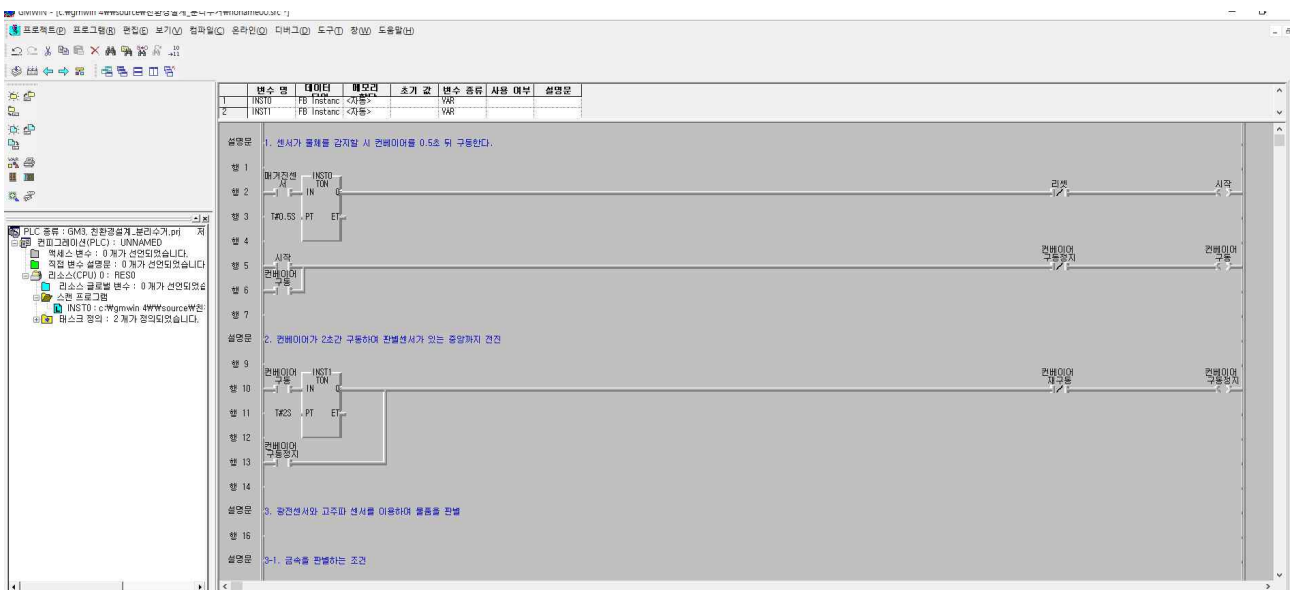 프로젝트(P) 프로그램(R) 편집(E) 보기(V) 컴파일(C) 온라인(O) 디버그(D) 도구(T) 창(W) 도움말(H)
변수 명 데이터 메모리 초기 값 변수 종류 사용 여부 설명문
1 INST0 FB Instanc <자동> VAR
2 INST1 FB Instanc <자동> VAR
설명문 1. 센서가 물체를 감지할 시 컨베이어를 0.5초 뒤 구동한다.
행 1
매거진센서 INST0 TON 리셋 시작
행 2 IN Q
행 3 T#0.5S PT ET
행 4
시작 컨베이어구동정지 컨베이어구동
행 5
컨베이어구동
행 6
행 7
설명문 2. 컨베이어가 2초간 구동하여 판별센서가 있는 중앙까지 전진
행 9
컨베이어구동 INST1 TON 컨베이어재구동 컨베이어구동정지
행 10 IN Q
행 11 T#2S PT ET
행 12
컨베이어구동정지
행 13
행 14
설명문 3. 광전센서와 고주파 센서를 이용하여 물품을 판별
행 16
설명문 3-1. 금속을 판별하는 조건
PLC 종류 : GM3, 친환경설계_분리수거.prj 저
컨피그레이션(PLC) : UNNAMED
액세스 변수 : 0개가 선언되었습니다.
직접 변수 설명문 : 0개가 선언되었습니다
리소스(CPU) 0 : RES0
리소스 글로벌 변수 : 0개가 선언되었습
스캔 프로그램
INST0 : c:₩gmwin 4₩₩source₩친
태스크 정의 : 2개가 정의되었습니다.